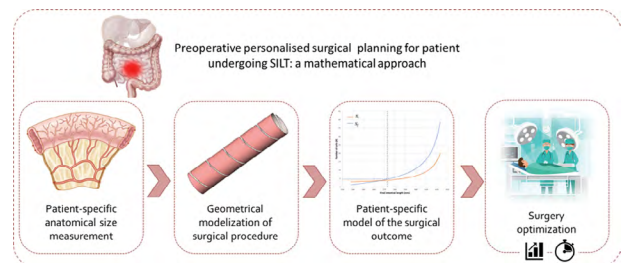 Preoperative personalised surgical planning for patient
undergoing SILT: a mathematical approach
Patient-specific
anatomical size
measurement
Geometrical
modelization of
surgical procedure
Patient-specific
model of the surgical
outcome
Surgery
optimization